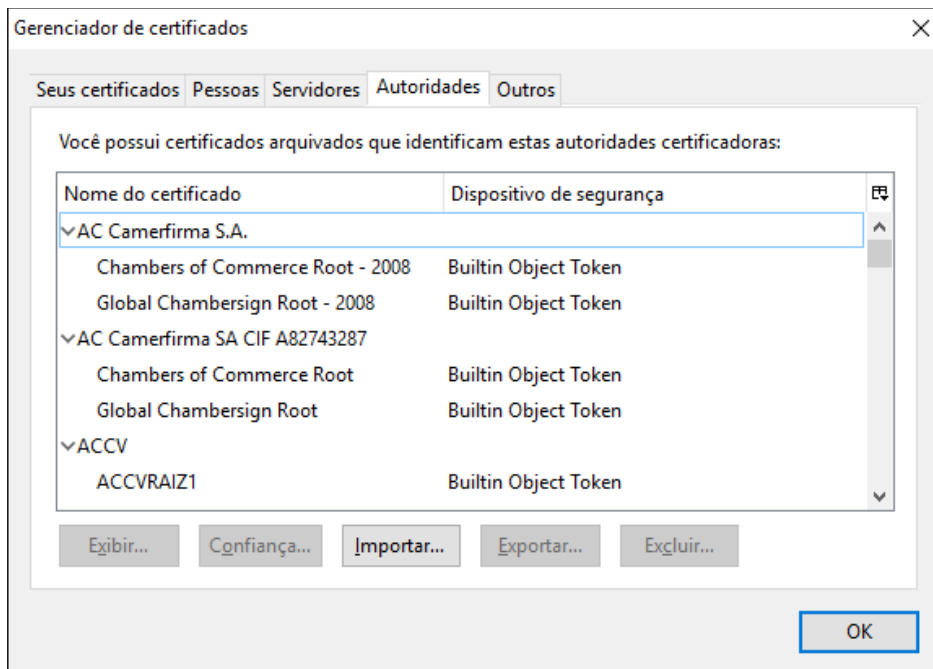 Gerenciador de certificados
Seus certificados Pessoas Servidores Autoridades Outros
Você possui certificados arquivados que identificam estas autoridades certificadoras:
Nome do certificado Dispositivo de segurança
AC Camerfirma S.A.
Chambers of Commerce Root - 2008 Builtin Object Token
Global Chambersign Root - 2008 Builtin Object Token
AC Camerfirma SA CIF A82743287
Chambers of Commerce Root Builtin Object Token
Global Chambersign Root Builtin Object Token
ACCV
ACCVRAIZ1 Builtin Object Token
Exibir... Confiança... Importar... Exportar... Excluir...
OK